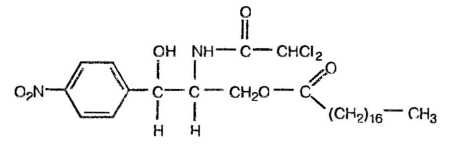 O
O
OH NH C CHCl₂
O₂N C C CH₂O C
(CH₂)₁₆ CH₃
H H